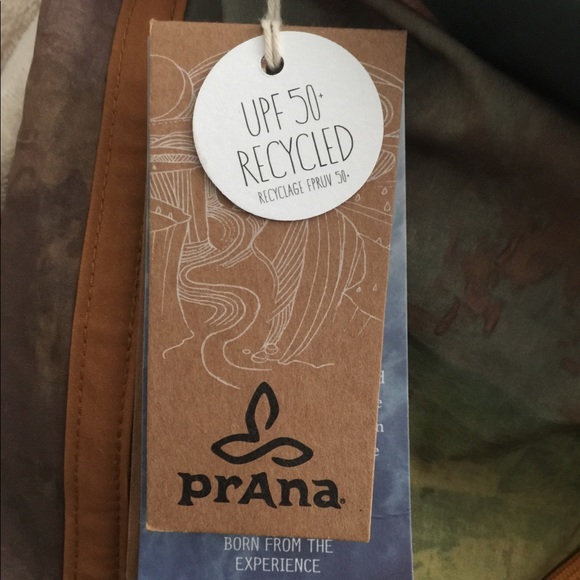 UPF 50+
RECYCLED
RECYCLAGE FPRUV 50+
prAna
BORN FROM THE
EXPERIENCE